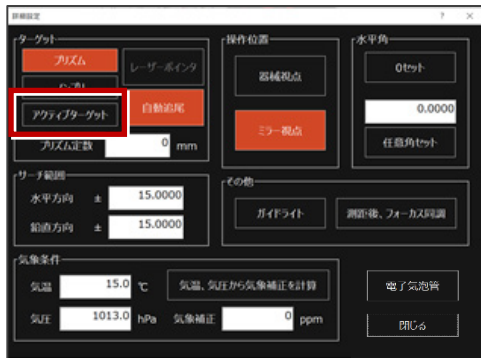 詳細設定 ? ×
ターゲット
プリズム
レーザーポインタ
ノンプリ
アクティブターゲット
自動追尾
プリズム定数 0 mm
操作位置
器械視点
ミラー視点
水平角
0セット
0.0000
任意角セット
サーチ範囲
水平方向 ± 15.0000
鉛直方向 ± 15.0000
その他
ガイドライト
測距後、フォーカス同調
気象条件
気温 15.0 ℃
気温、気圧から気象補正を計算
気圧 1013.0 hPa
気象補正 0 ppm
電子気泡管
閉じる